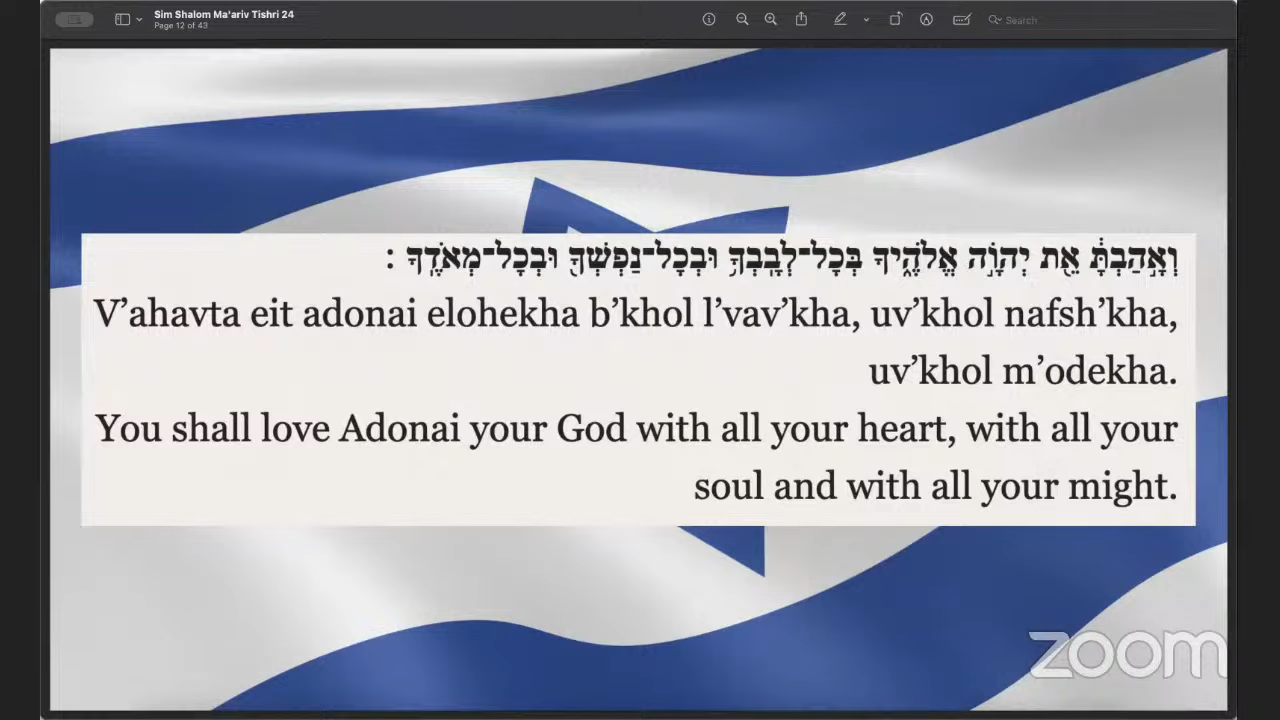 Sim Shalom Ma'ariv Tishri 24
Page 12 of 43
Search
וְאָ֣הַבְתָּ֔ אֵ֖ת יְהֹוָ֣ה אֱלֹהֶ֑יךָ בְּכׇל־לְבָבְךָ֥ וּבְכׇל־נַפְשְׁךָ֖ וּבְכׇל־מְאֹדֶֽךָ :
V’ahavta eit adonai elohekha b’khol l’vav’kha, uv’khol nafsh’kha,
uv’khol m’odekha.
You shall love Adonai your God with all your heart, with all your
soul and with all your might.
zoom